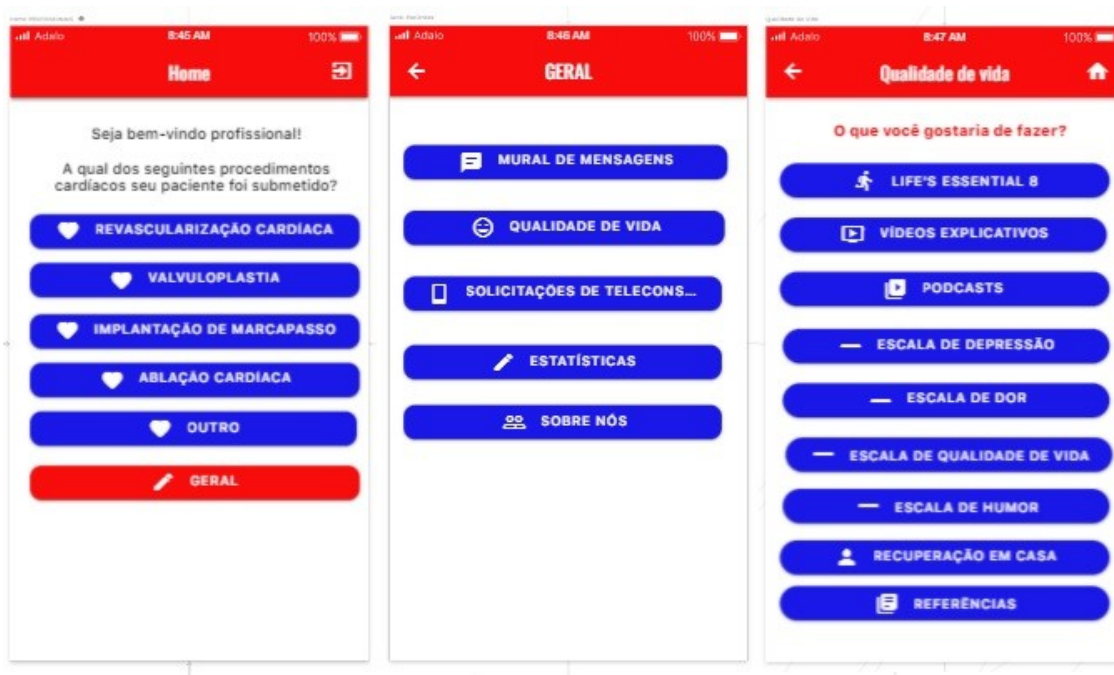 Adalo 8:45 AM 100%
Home
Seja bem-vindo profissional!
A qual dos seguintes procedimentos
cardíacos seu paciente foi submetido?
REVASCULARIZAÇÃO CARDÍACA
VALVULOPLASTIA
IMPLANTAÇÃO DE MARCAPASSO
ABLAÇÃO CARDÍACA
OUTRO
GERAL
Adalo 8:46 AM 100%
GERAL
MURAL DE MENSAGENS
QUALIDADE DE VIDA
SOLICITAÇÕES DE TELECONS...
ESTATÍSTICAS
SOBRE NÓS
qualidade de vida
Adalo 8:47 AM 100%
Qualidade de vida
O que você gostaria de fazer?
LIFE'S ESSENTIAL 8
VÍDEOS EXPLICATIVOS
PODCASTS
ESCALA DE DEPRESSÃO
ESCALA DE DOR
ESCALA DE QUALIDADE DE VIDA
ESCALA DE HUMOR
RECUPERAÇÃO EM CASA
REFERÊNCIAS